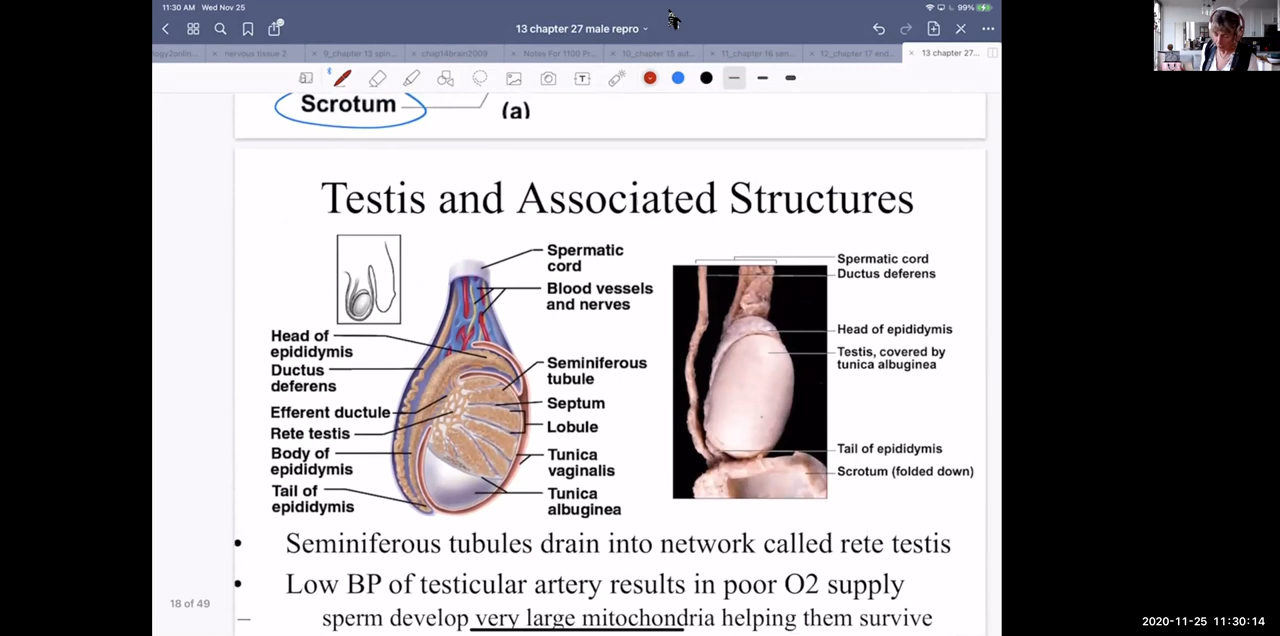 11:30 AM Wed Nov 25
99%
13 chapter 27 male repro
nervous tissue 2
9_chapter 13 spin...
chap14brain2009
Notes For 1100 Pr...
10_chapter 15 aut...
11_chapter 16 sen...
12_chapter 17 end...
13 chapter 27...
Scrotum
(a)
Testis and Associated Structures
Spermatic
cord
Blood vessels
and nerves
Head of
epididymis
Ductus
deferens
Efferent ductule
Rete testis
Body of
epididymis
Tail of
epididymis
Seminiferous
tubule
Septum
Lobule
Tunica
vaginalis
Tunica
albuginea
Spermatic cord
Ductus deferens
Head of epididymis
Testis, covered by
tunica albuginea
Tail of epididymis
Scrotum (folded down)
• Seminiferous tubules drain into network called rete testis
• Low BP of testicular artery results in poor O2 supply
— sperm develop very large mitochondria helping them survive
18 of 49
2020-11-25 11:30:14